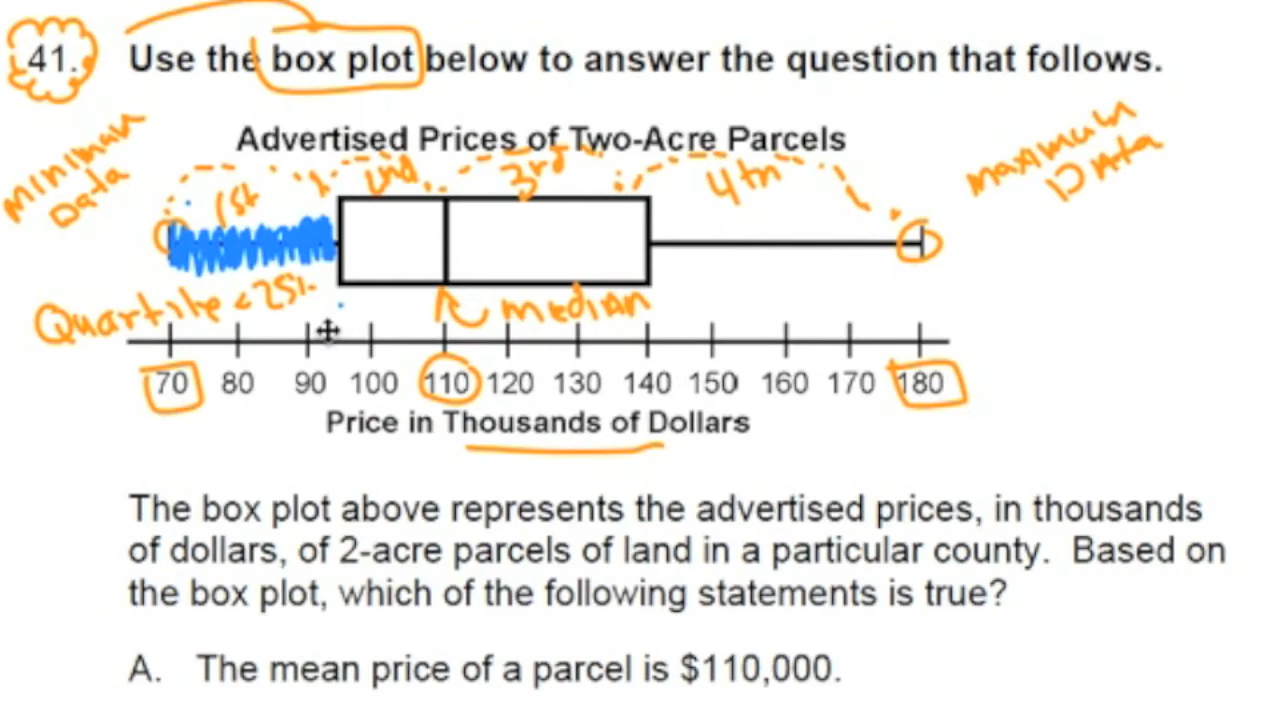 41. Use the box plot below to answer the question that follows.
Advertised Prices of Two-Acre Parcels
Minimum Data
1st 2nd 3rd 4th
Maximum Data
Quartile < 25%
Median
70 80 90 100 110 120 130 140 150 160 170 180
Price in Thousands of Dollars
The box plot above represents the advertised prices, in thousands
of dollars, of 2-acre parcels of land in a particular county. Based on
the box plot, which of the following statements is true?
A. The mean price of a parcel is $110,000.